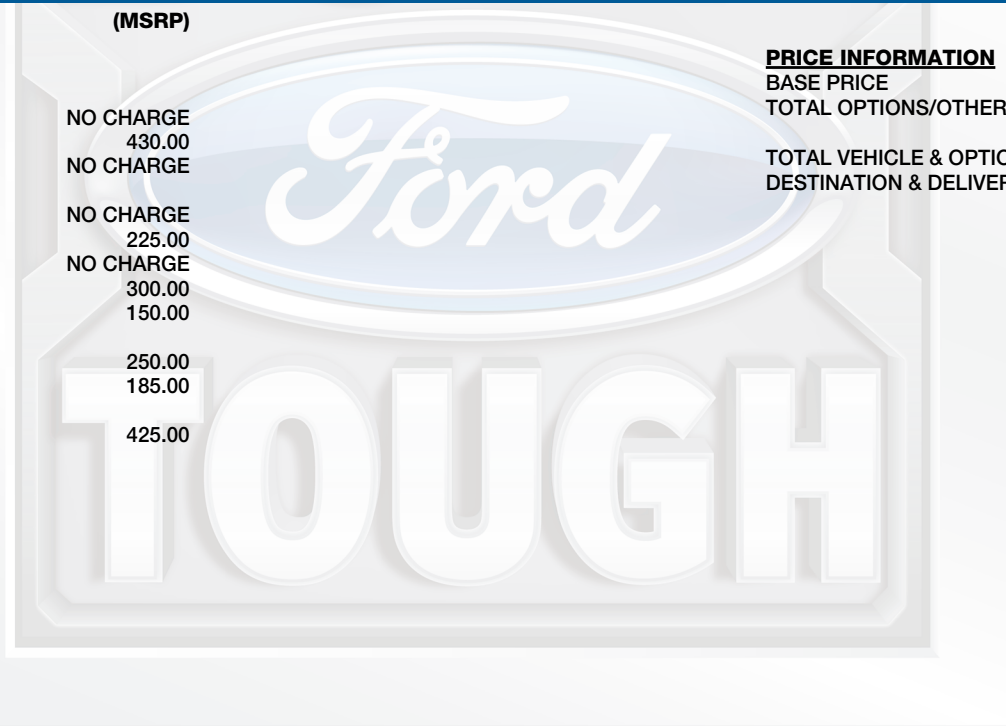 (MSRP)
NO CHARGE
430.00
NO CHARGE
NO CHARGE
225.00
NO CHARGE
300.00
150.00
250.00
185.00
425.00
PRICE INFORMATION
BASE PRICE
TOTAL OPTIONS/OTHER
TOTAL VEHICLE & OPTIO
DESTINATION & DELIVER
Ford
TOUGH